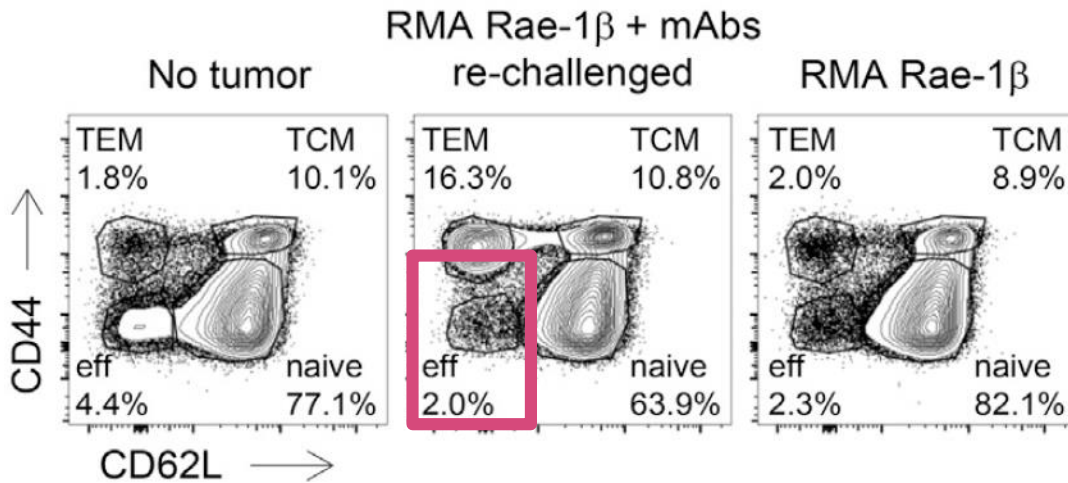 RMA Rae-1β + mAbs
No tumor
re-challenged
RMA Rae-1β
TEM
TCM
1.8%
10.1%
eff
naive
4.4%
77.1%
TEM
TCM
16.3%
10.8%
eff
naive
2.0%
63.9%
TEM
TCM
2.0%
8.9%
eff
naive
2.3%
82.1%
CD44
CD62L